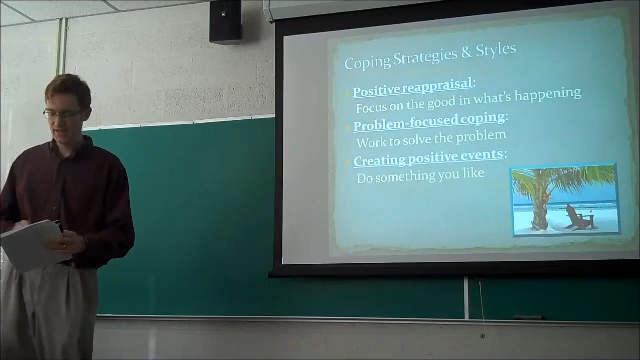 Coping Strategies & Styles
Positive reappraisal:
Focus on the good in what's happening
Problem-focused coping:
Work to solve the problem
Creating positive events:
Do something you like